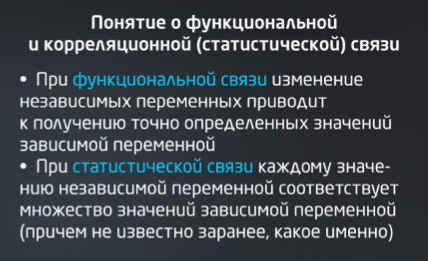 Понятие о функциональной
и корреляционной (статистической) связи
• При функциональной связи изменение
независимых переменных приводит
к получению точно определенных значений
зависимой переменной
• При статистической связи каждому значе-
нию независимой переменной соответствует
множество значений зависимой переменной
(причем не известно заранее, какое именно)